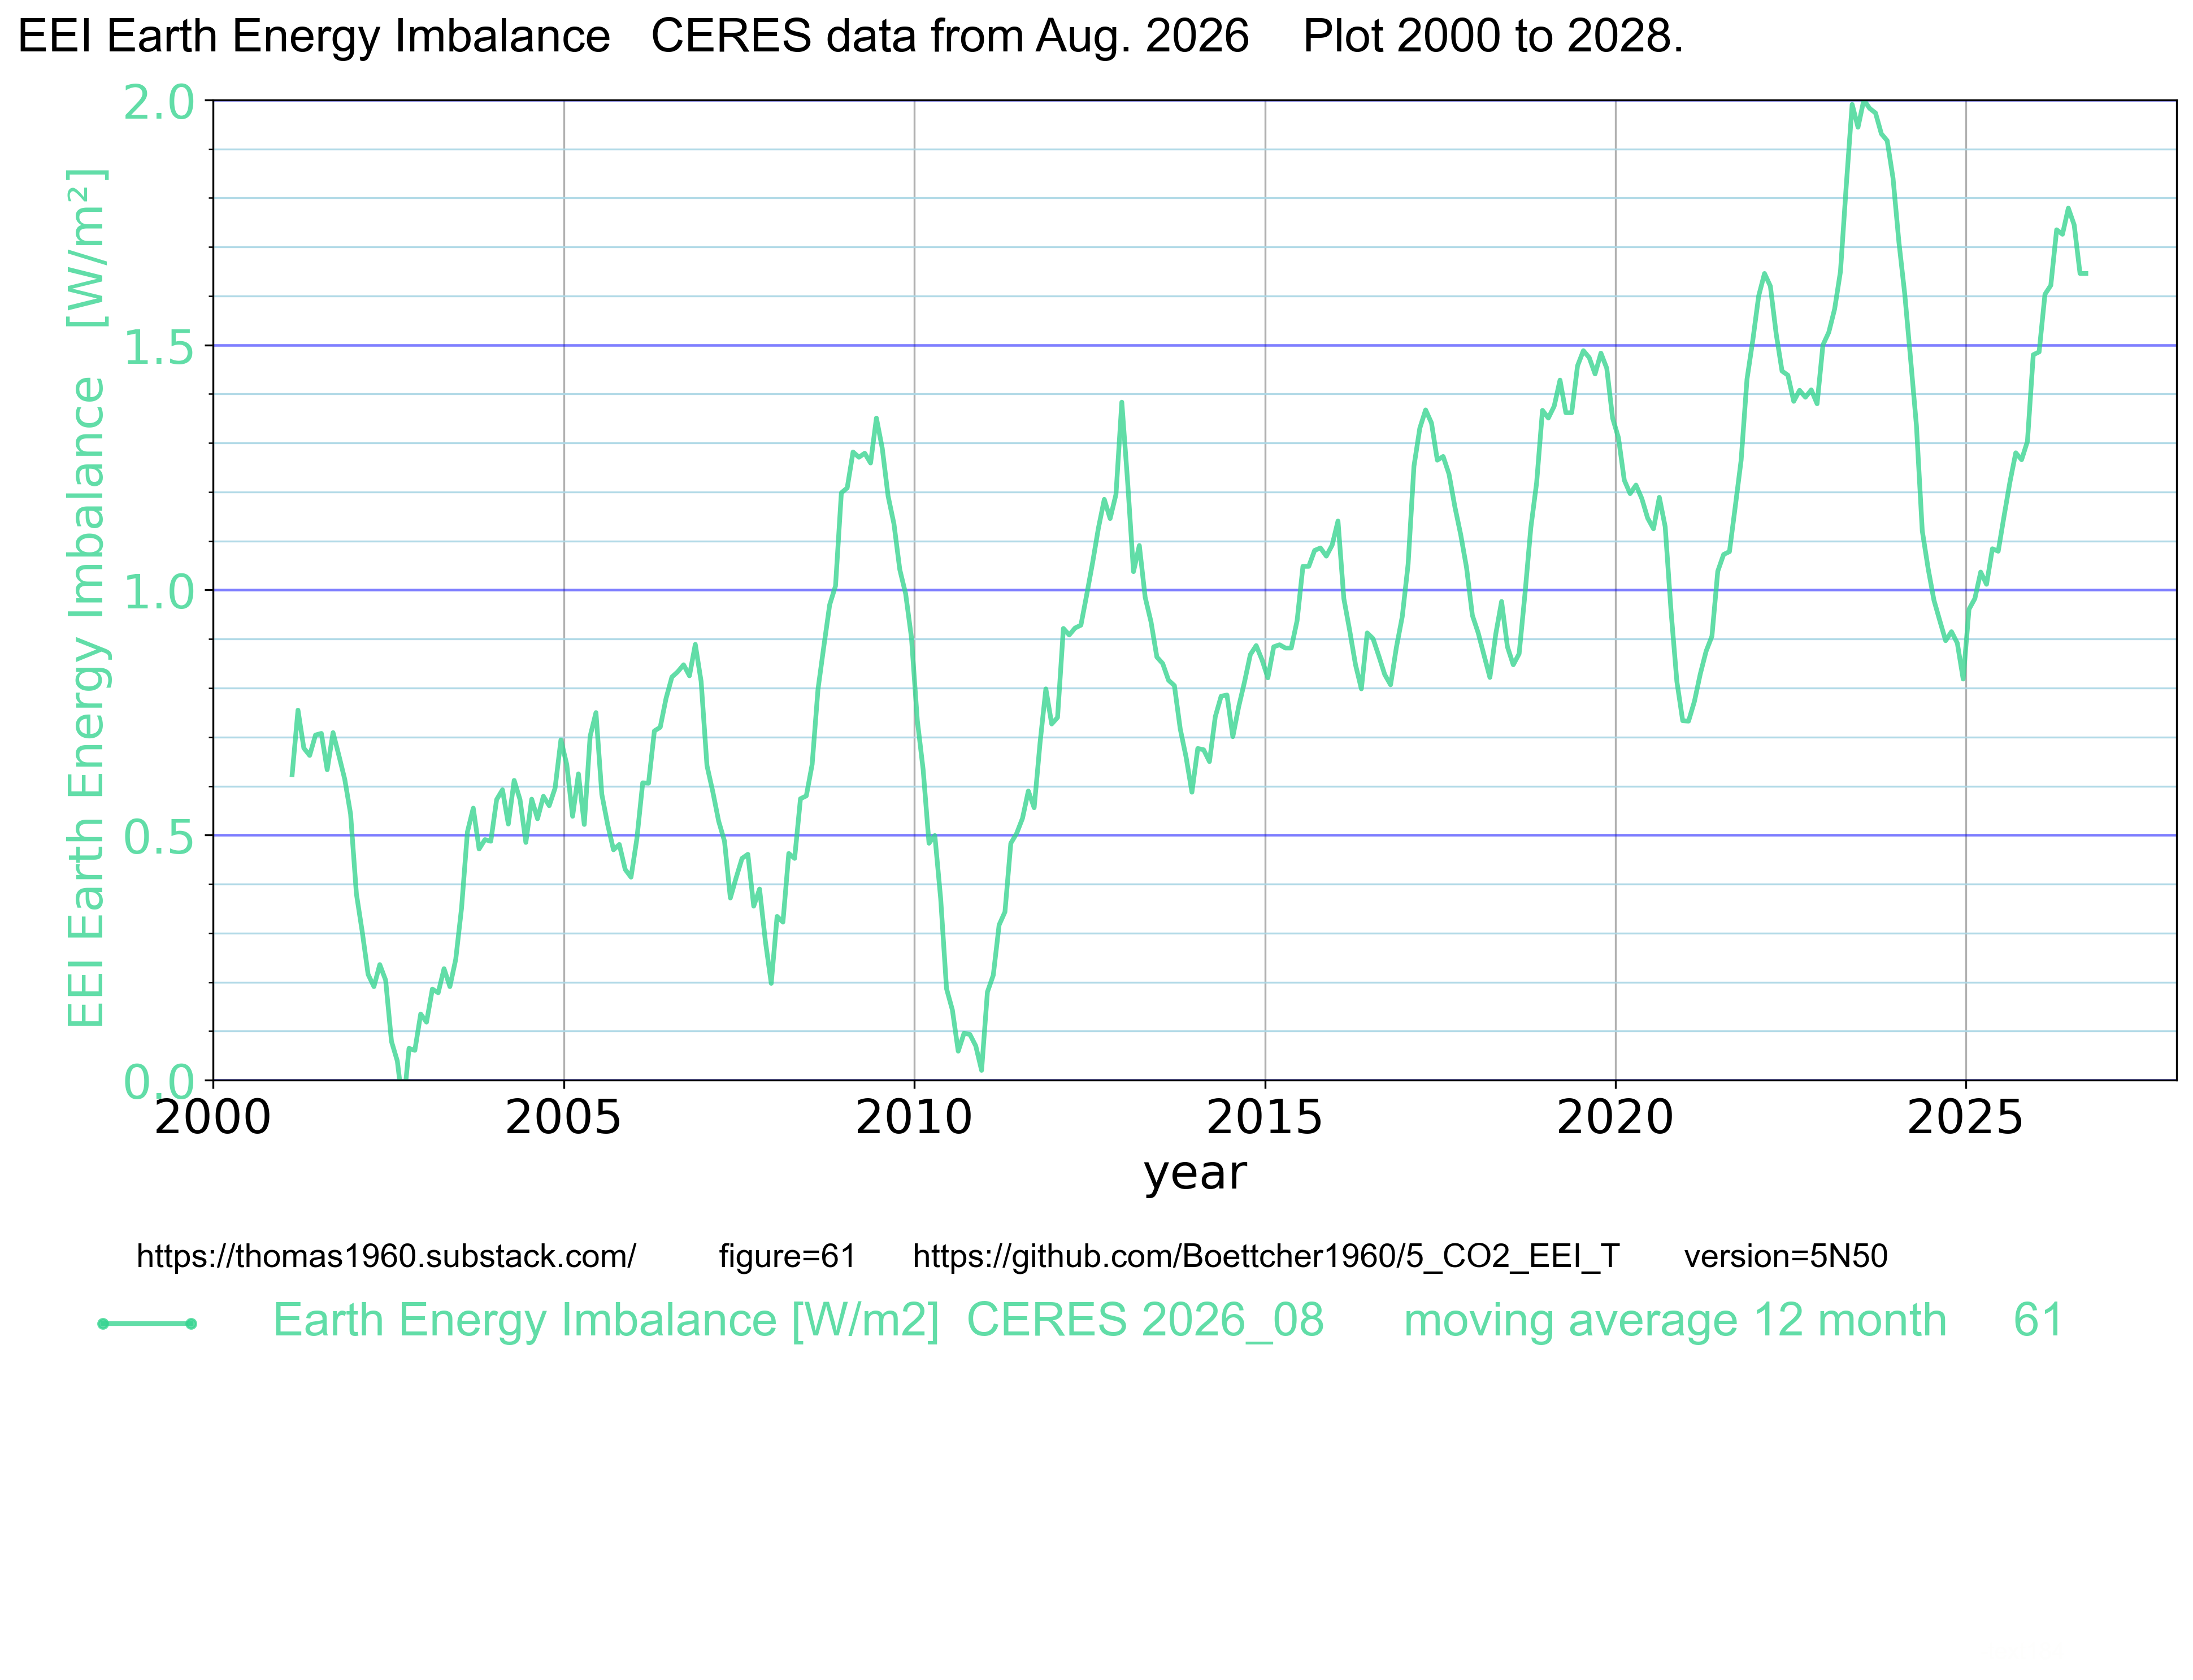 EEI Earth Energy Imbalance CERES data from Aug. 2026 Plot 2000 to 2028.
EEI Earth Energy Imbalance [W/m²]
2.0
1.5
1.0
0.5
0.0
2000 2005 2010 2015 2020 2025
year
https://thomas1960.substack.com/ figure=61 https://github.com/Boettcher1960/5_CO2_EEI_T version=5N50
Earth Energy Imbalance [W/m2] CERES 2026_08 moving average 12 month 61